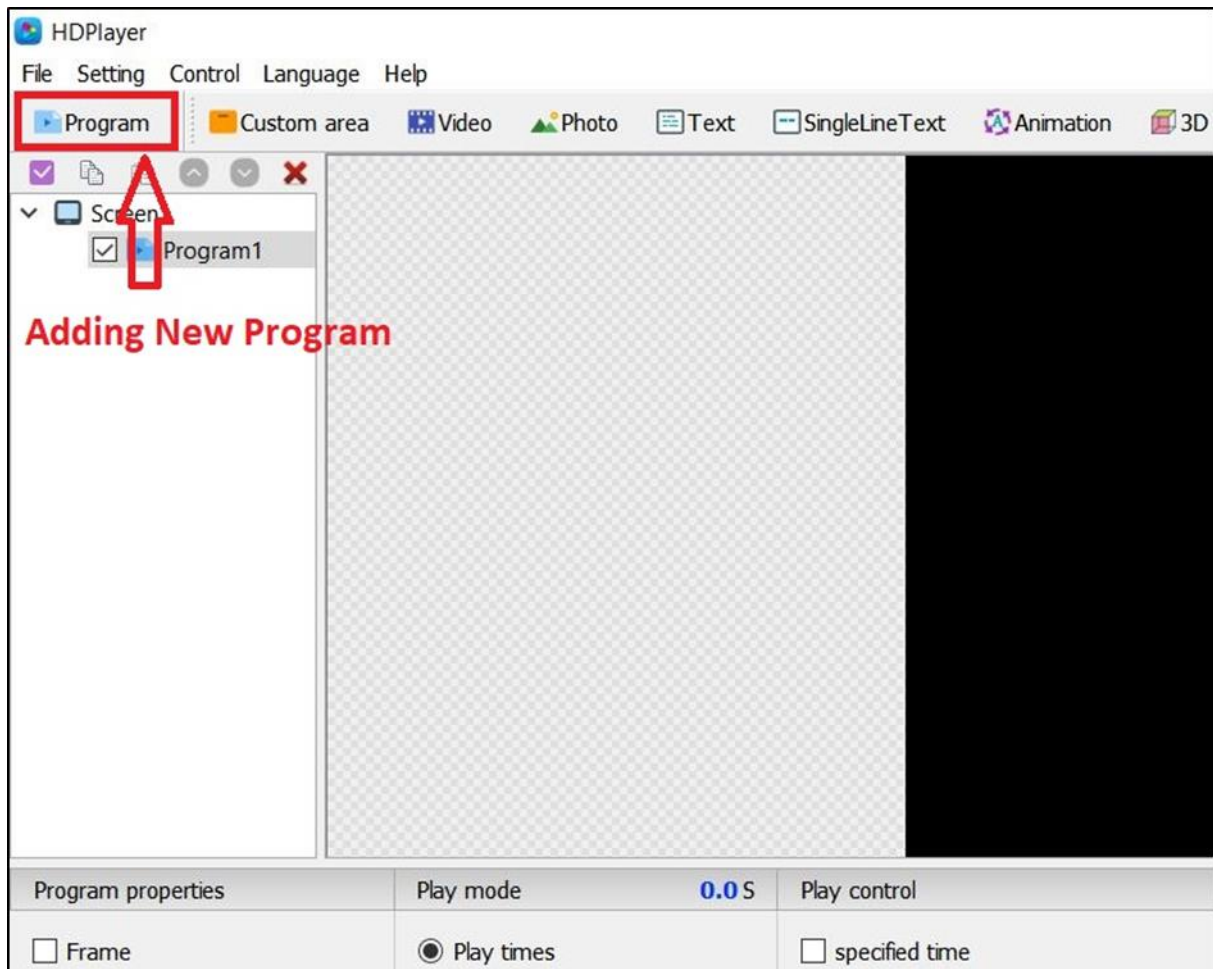 HDPlayer
File Setting Control Language Help
Program Custom area Video Photo Text SingleLineText Animation 3D
Screen
Program1
Adding New Program
Program properties Play mode 0.0 S Play control
Frame Play times specified time